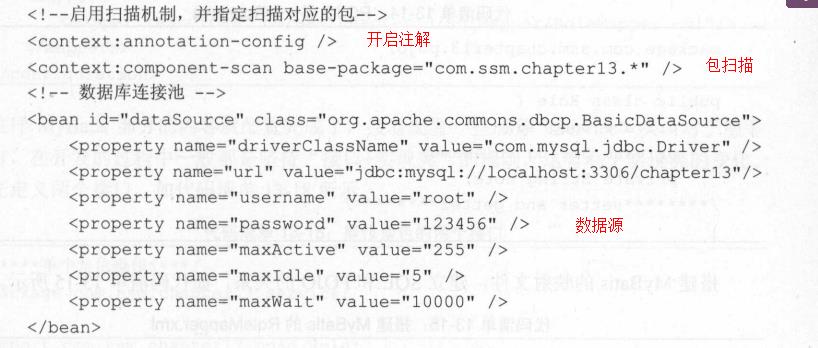 <!--启用扫描机制，并指定扫描对应的包-->
<context:annotation-config /> 开启注解
<context:component-scan base-package="com.ssm.chapter13.*" /> 包扫描
<!-- 数据库连接池 -->
<bean id="dataSource" class="org.apache.commons.dbcp.BasicDataSource">
<property name="driverClassName" value="com.mysql.jdbc.Driver" />
<property name="url" value="jdbc:mysql://localhost:3306/chapter13"/>
<property name="username" value="root" />
<property name="password" value="123456" /> 数据源
<property name="maxActive" value="255" />
<property name="maxIdle" value="5" />
<property name="maxWait" value="10000" />
</bean>